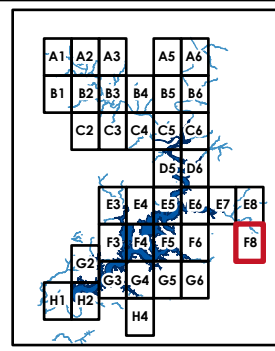 A1 A2 A3 A5 A6
B1 B2 B3 B4 B5 B6
C2 C3 C4 C5 C6
D5 D6
E3 E4 E5 E6 E7 E8
F3 F4 F5 F6 F8
G2
G3 G4 G5 G6
H1 H2
H4